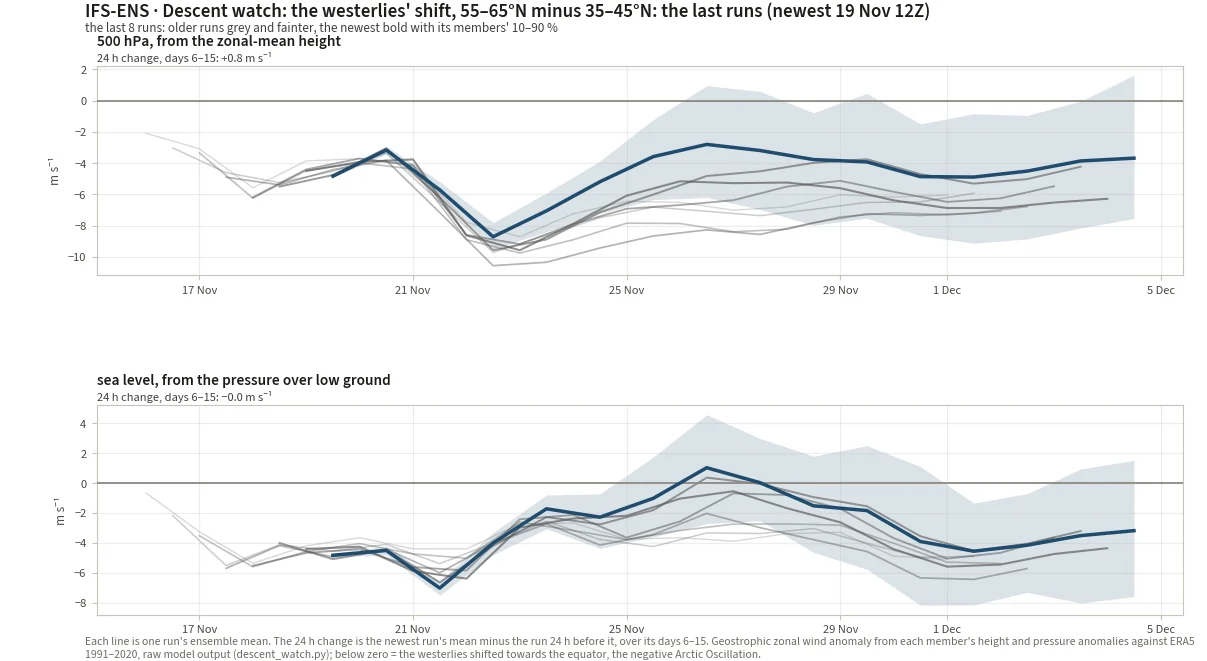 IFS-ENS · Descent watch: the westerlies' shift, 55–65°N minus 35–45°N: the last runs (newest 19 Nov 12Z)
the last 8 runs: older runs grey and fainter, the newest bold with its members' 10–90 %
500 hPa, from the zonal-mean height
24 h change, days 6–15: +0.8 m s⁻¹
2
0
−2
−4
−6
−8
−10
m s⁻¹
17 Nov
21 Nov
25 Nov
29 Nov
1 Dec
5 Dec
sea level, from the pressure over low ground
24 h change, days 6–15: −0.0 m s⁻¹
4
2
0
−2
−4
−6
−8
m s⁻¹
17 Nov
21 Nov
25 Nov
29 Nov
1 Dec
5 Dec
Each line is one run's ensemble mean. The 24 h change is the newest run's mean minus the run 24 h before it, over its days 6–15. Geostrophic zonal wind anomaly from each member's height and pressure anomalies against ERA5
1991–2020, raw model output (descent_watch.py); below zero = the westerlies shifted towards the equator, the negative Arctic Oscillation.